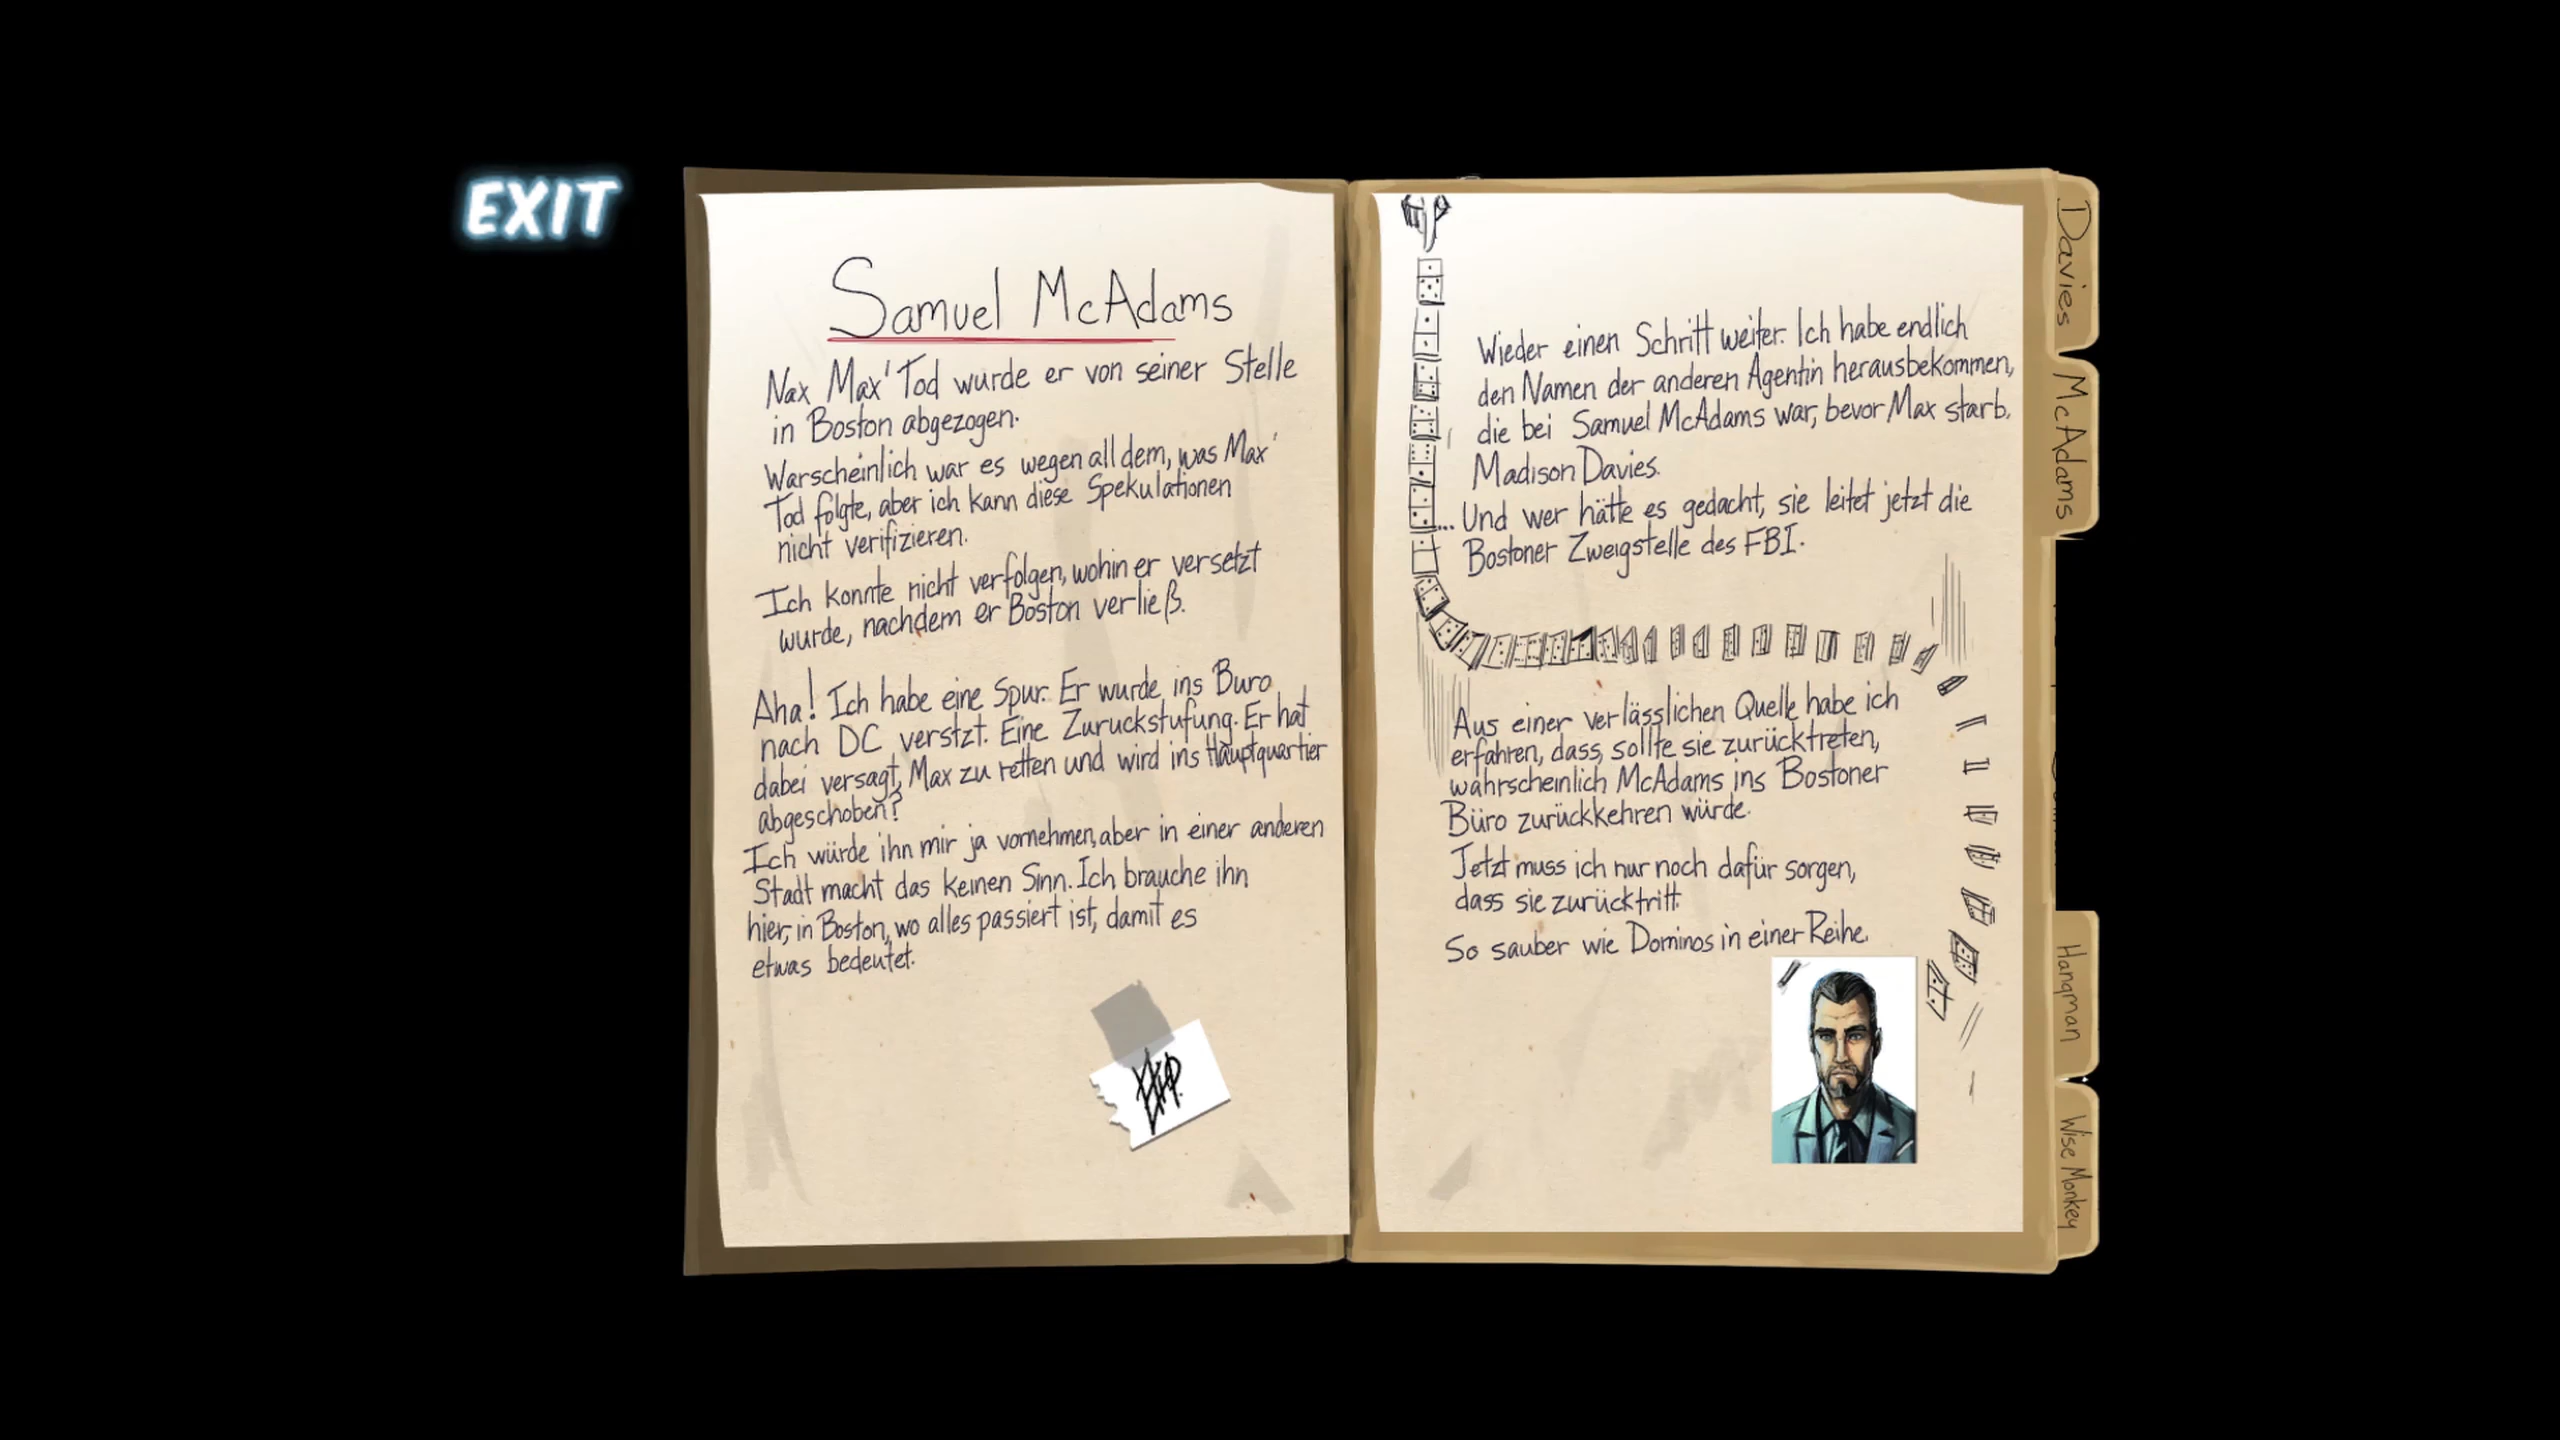 EXIT
Samuel McAdams
Nax Max' Tod wurde er von seiner Stelle
in Boston abgezogen.
Warscheinlich war es wegen all dem, was Max'
Tod folgte, aber ich kann diese Spekulationen
nicht verifizieren.
Ich konnte nicht verfolgen, wohin er versetzt
wurde, nachdem er Boston verließ.
Aha! Ich habe eine Spur. Er wurde ins Buro
nach DC verstzt. Eine Zuruckstufung. Er hat
dabei versagt, Max zu retten und wird ins Hauptquartier
abgeschoben?
Ich würde ihn mir ja vornehmen, aber in einer anderen
Stadt macht das keinen Sinn. Ich brauche ihn
hier, in Boston, wo alles passiert ist, damit es
etwas bedeutet.
Wieder einen Schritt weiter. Ich habe endlich
den Namen der anderen Agentin herausbekommen,
die bei Samuel McAdams war, bevor Max starb.
Madison Davies.
... Und wer hätte es gedacht, sie leitet jetzt die
Bostoner Zweigstelle des FBI.
Aus einer verlässlichen Quelle habe ich
erfahren, dass, sollte sie zurücktreten,
wahrscheinlich McAdams ins Bostoner
Büro zurückkehren würde.
Jetzt muss ich nur noch dafür sorgen,
dass sie zurücktritt.
So sauber wie Dominos in einer Reihe.
Davies
McAdams
Hangman
Wise Monkey